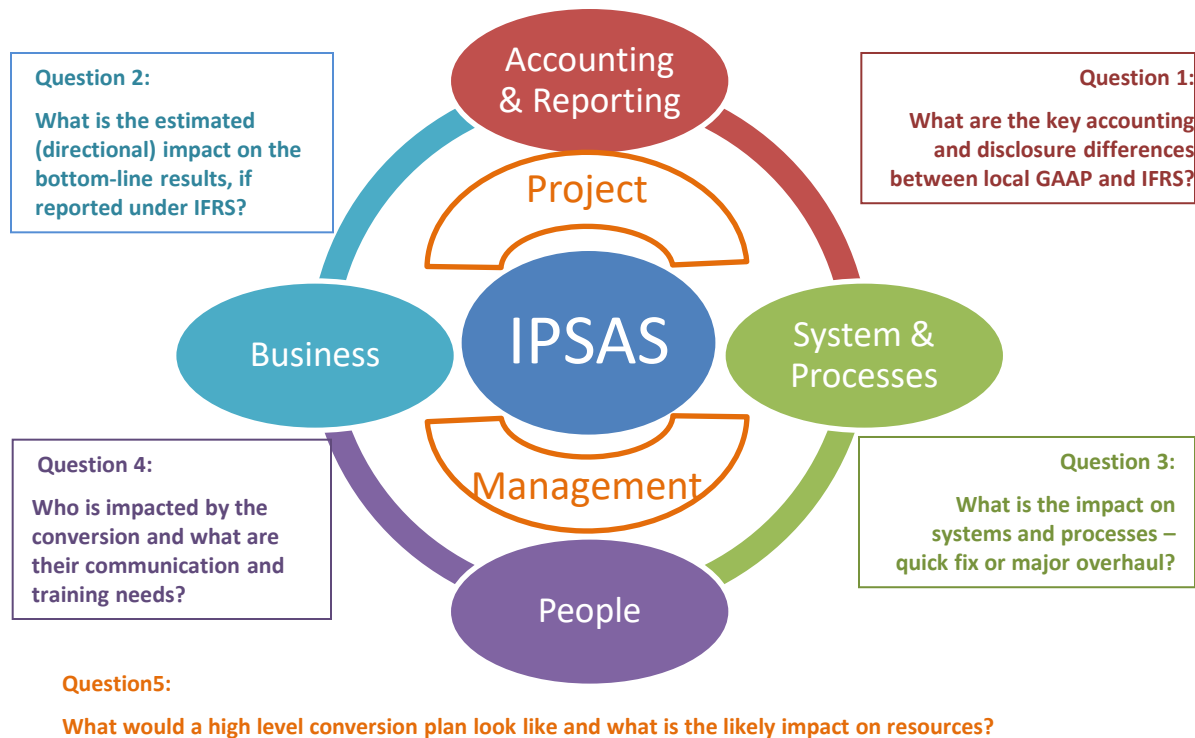 Accounting
& Reporting
Question 2:
What is the estimated
(directional) impact on the
bottom-line results, if
reported under IFRS?
Question 1:
What are the key accounting
and disclosure differences
between local GAAP and IFRS?
Project
Business
IPSAS
System &
Processes
Management
Question 4:
Who is impacted by the
conversion and what are
their communication and
training needs?
Question 3:
What is the impact on
systems and processes –
quick fix or major overhaul?
People
Question5:
What would a high level conversion plan look like and what is the likely impact on resources?